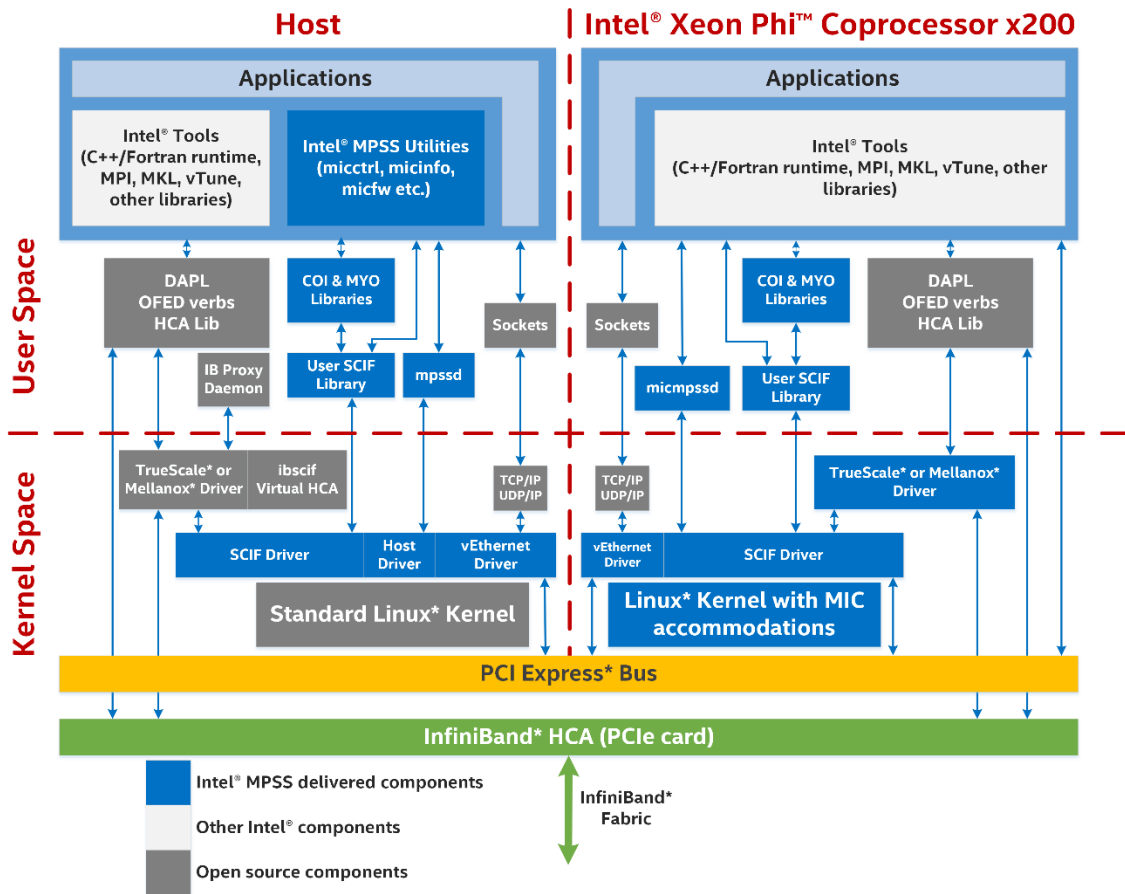 Host
Intel® Xeon Phi™ Coprocessor x200
Applications
Intel® Tools
(C++/Fortran runtime,
MPI, MKL, vTune,
other libraries)
Intel® MPSS Utilities
(micctrl, micinfo,
micfw etc.)
Applications
Intel® Tools
(C++/Fortran runtime, MPI, MKL, vTune, other
libraries)
User Space
DAPL
OFED verbs
HCA Lib
COI & MYO
Libraries
Sockets
IB Proxy
Daemon
User SCIF
Library
mpssd
Sockets
COI & MYO
Libraries
DAPL
OFED verbs
HCA Lib
micmpssd
User SCIF
Library
Kernel Space
TrueScale* or
Mellanox* Driver
ibscif
Virtual HCA
TCP/IP
UDP/IP
SCIF Driver
Host
Driver
vEthernet
Driver
Standard Linux* Kernel
TCP/IP
UDP/IP
TrueScale* or Mellanox*
Driver
vEthernet
Driver
SCIF Driver
Linux* Kernel with MIC
accommodations
PCI Express* Bus
InfiniBand* HCA (PCIe card)
Intel® MPSS delivered components
Other Intel® components
Open source components
InfiniBand*
Fabric